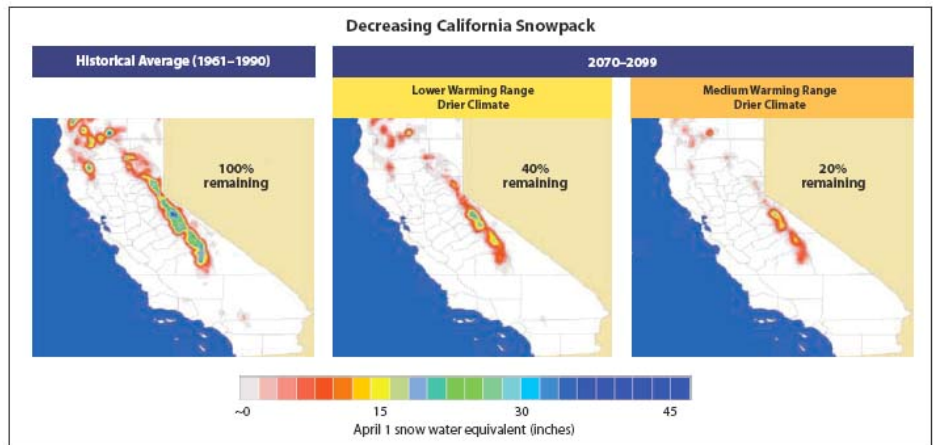 Decreasing California Snowpack
Historical Average (1961–1990)
2070–2099
Lower Warming Range
Drier Climate
Medium Warming Range
Drier Climate
100%
remaining
40%
remaining
20%
remaining
~0 15 30 45
April 1 snow water equivalent (inches)